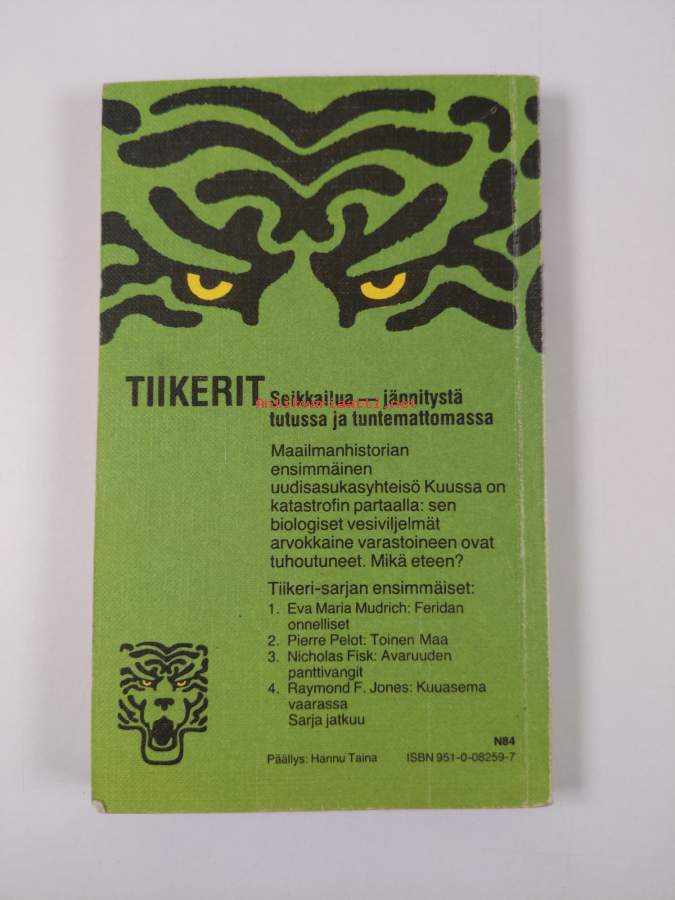 TIIKERIT
Seikkailua — jännitystä
tutussa ja tuntemattomassa
Antikvariaatti.net
Maailmanhistorian
ensimmäinen
uudisasukasyhteisö Kuussa on
katastrofin partaalla: sen
biologiset vesiviljelmät
arvokkaine varastoineen ovat
tuhoutuneet. Mikä eteen?
Tiikeri-sarjan ensimmäiset:
1. Eva Maria Mudrich: Feridan
onnelliset
2. Pierre Pelot: Toinen Maa
3. Nicholas Fisk: Avaruuden
panttivangit
4. Raymond F. Jones: Kuuasema
vaarassa
Sarja jatkuu
N84
Päällys: Hannu Taina ISBN 951-0-08259-7